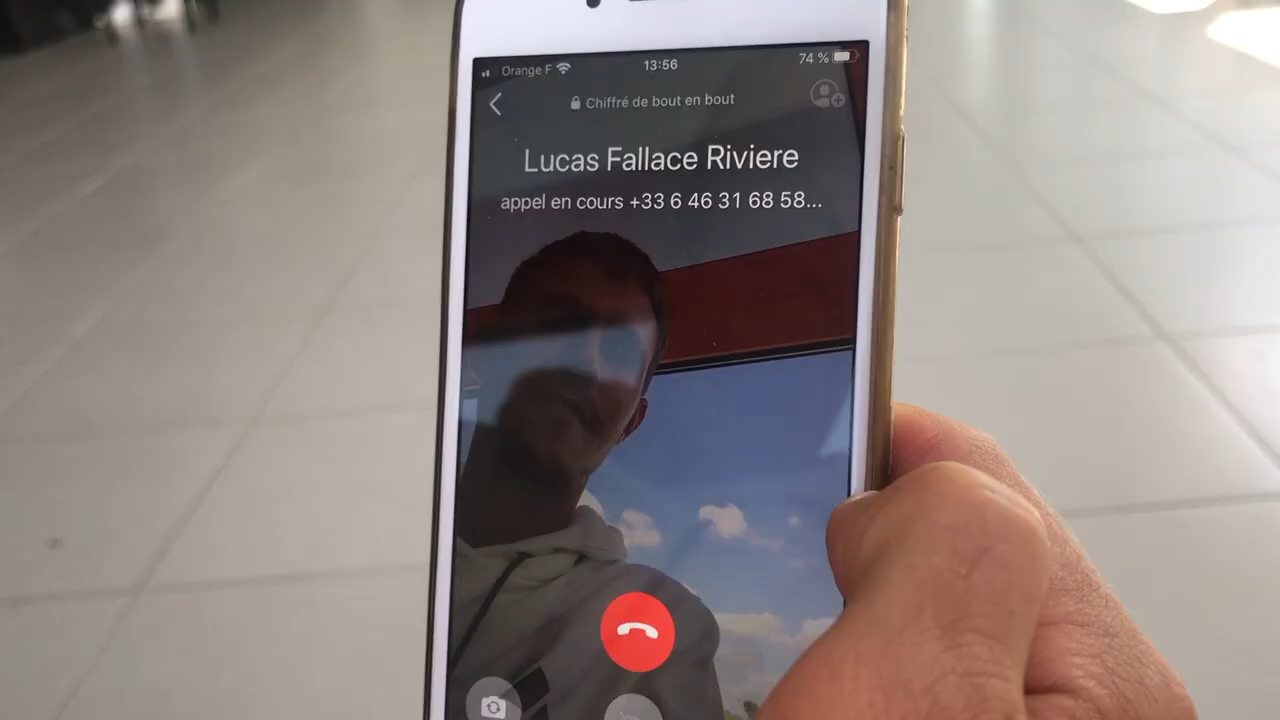 Orange F 13:56 74 %
Chiffré de bout en bout
Lucas Fallace Riviere
appel en cours +33 6 46 31 68 58...